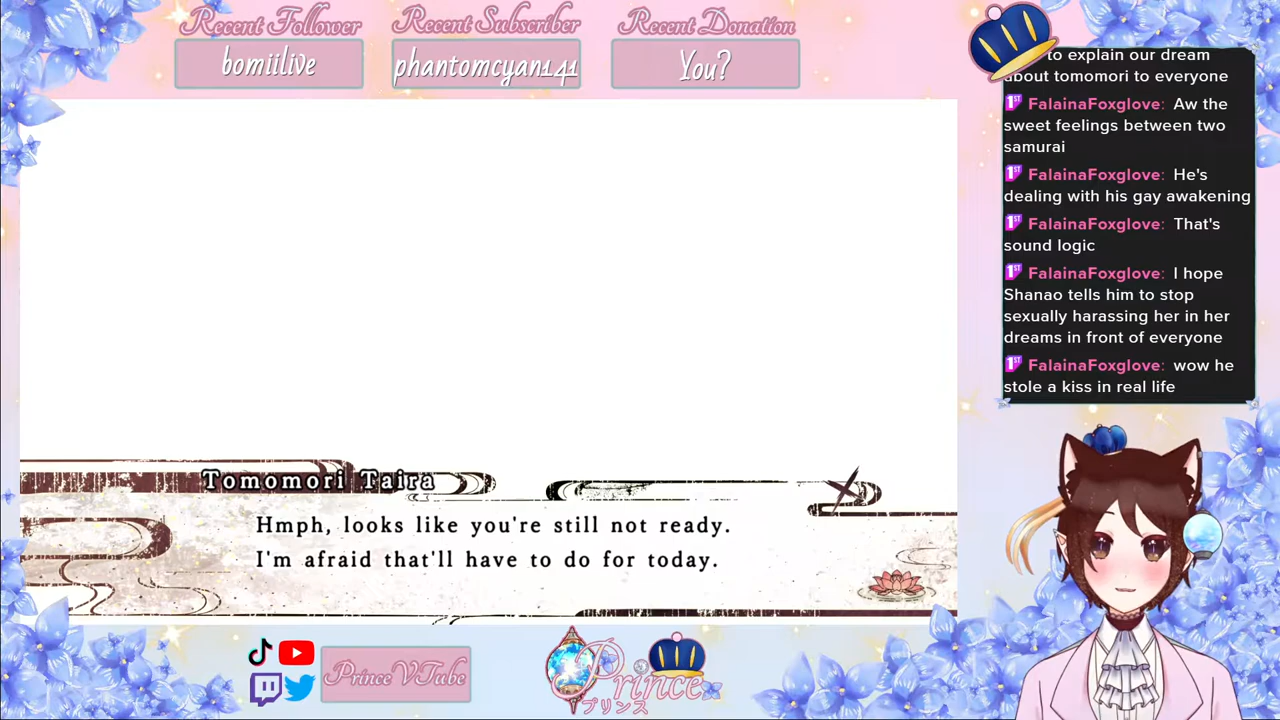 Recent Follower
Recent Subscriber
Recent Donation
bomiilive
phantomcyan141
You?
to explain our dream
about tomomori to everyone
FalainaFoxglove: Aw the
sweet feelings between two
samurai
FalainaFoxglove: He's
dealing with his gay awakening
FalainaFoxglove: That's
sound logic
FalainaFoxglove: I hope
Shanao tells him to stop
sexually harassing her in her
dreams in front of everyone
FalainaFoxglove: wow he
stole a kiss in real life
Tomomori Taira
Hmph, looks like you're still not ready.
I'm afraid that'll have to do for today.
Prince VTube
Prince
プリンス